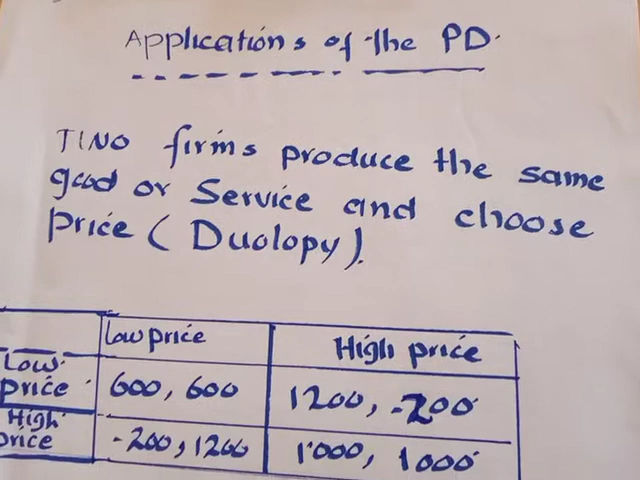 Applications of the PD.
TWO firms produce the same
good or Service and choose
price ( Duolopy ).
Low price High price
Low price 600, 600 1200, -200
High price -200, 1200 1000, 1000